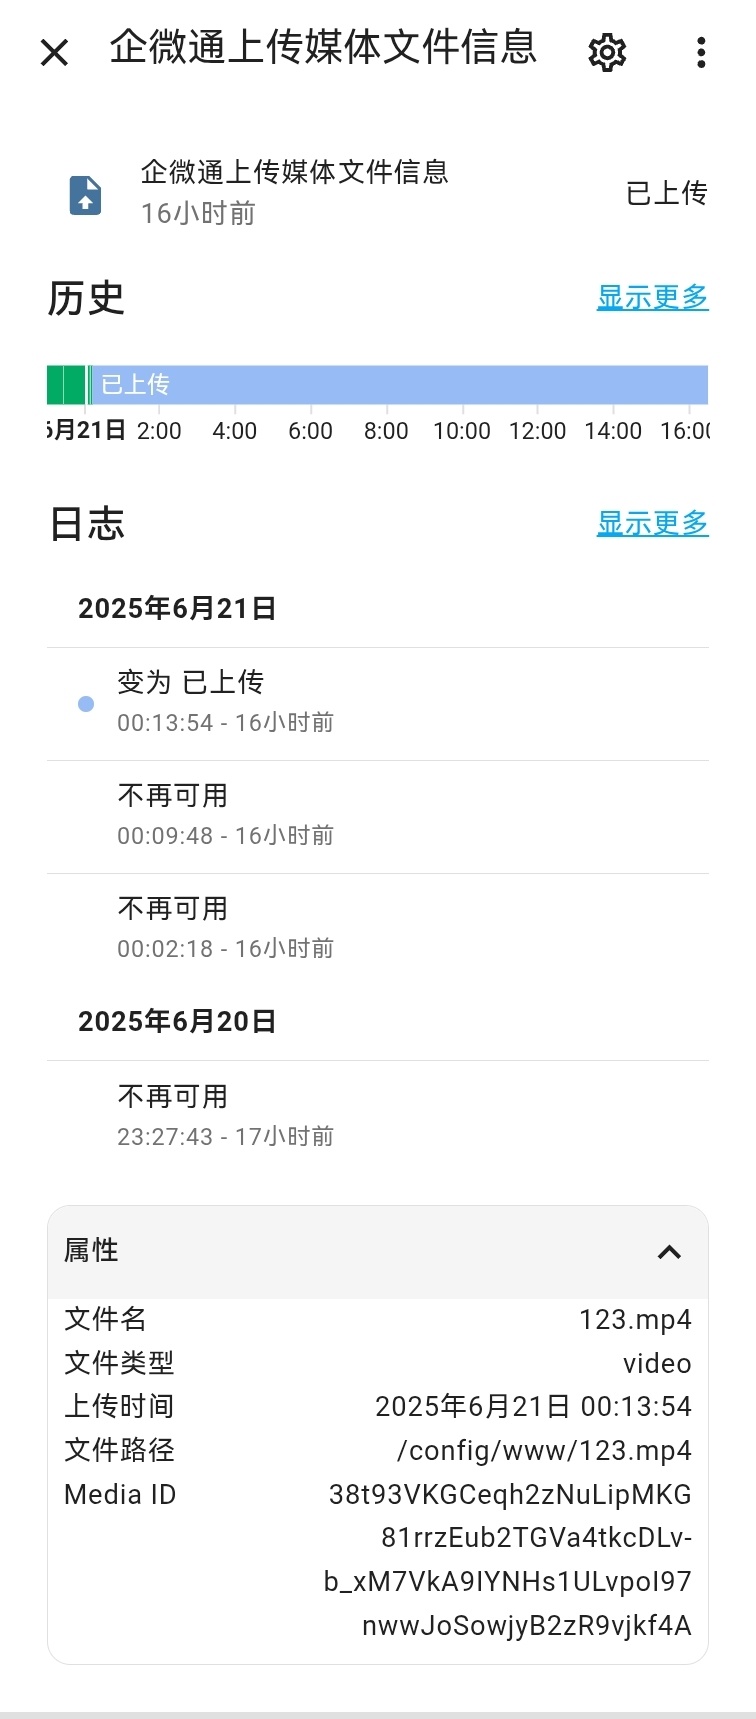 企微通上传媒体文件信息
企微通上传媒体文件信息
16小时前
已上传
历史
显示更多
已上传
6月21日 2:00 4:00 6:00 8:00 10:00 12:00 14:00 16:00
日志
显示更多
2025年6月21日
变为 已上传
00:13:54 - 16小时前
不再可用
00:09:48 - 16小时前
不再可用
00:02:18 - 16小时前
2025年6月20日
不再可用
23:27:43 - 17小时前
属性
文件名 123.mp4
文件类型 video
上传时间 2025年6月21日 00:13:54
文件路径 /config/www/123.mp4
Media ID 38t93VKGCeqh2zNuLipMKG
81rrzEub2TGVa4tkcDLv-
b_xM7VkA9IYNHs1ULvpoI97
nwwJoSowjyB2zR9vjkf4A